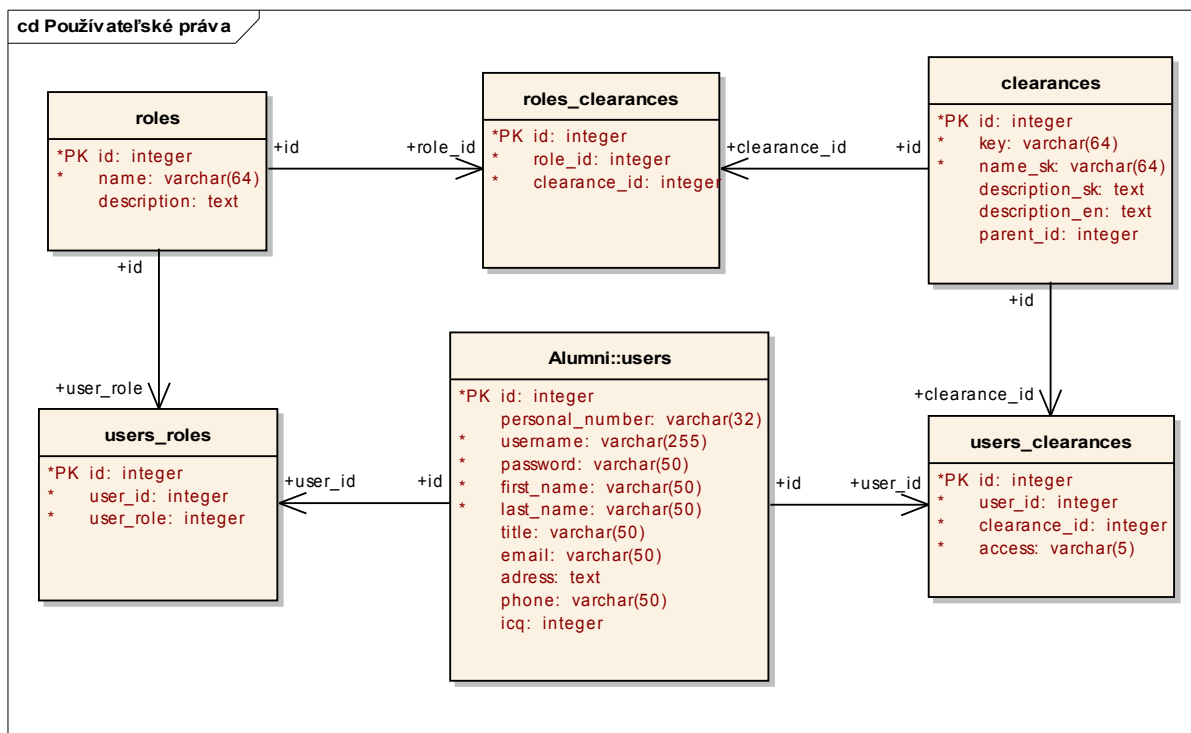 cd Používateľské práva
roles
*PK id: integer
* name: varchar(64)
description: text
+id
+role_id
roles_clearances
*PK id: integer
* role_id: integer
* clearance_id: integer
+clearance_id
+id
clearances
*PK id: integer
* key: varchar(64)
* name_sk: varchar(64)
description_sk: text
description_en: text
parent_id: integer
+id
+user_role
+id
+clearance_id
users_roles
*PK id: integer
* user_id: integer
* user_role: integer
+user_id
+id
Alumni::users
*PK id: integer
personal_number: varchar(32)
* username: varchar(255)
* password: varchar(50)
* first_name: varchar(50)
* last_name: varchar(50)
title: varchar(50)
email: varchar(50)
adress: text
phone: varchar(50)
icq: integer
+id
+user_id
users_clearances
*PK id: integer
* user_id: integer
* clearance_id: integer
* access: varchar(5)